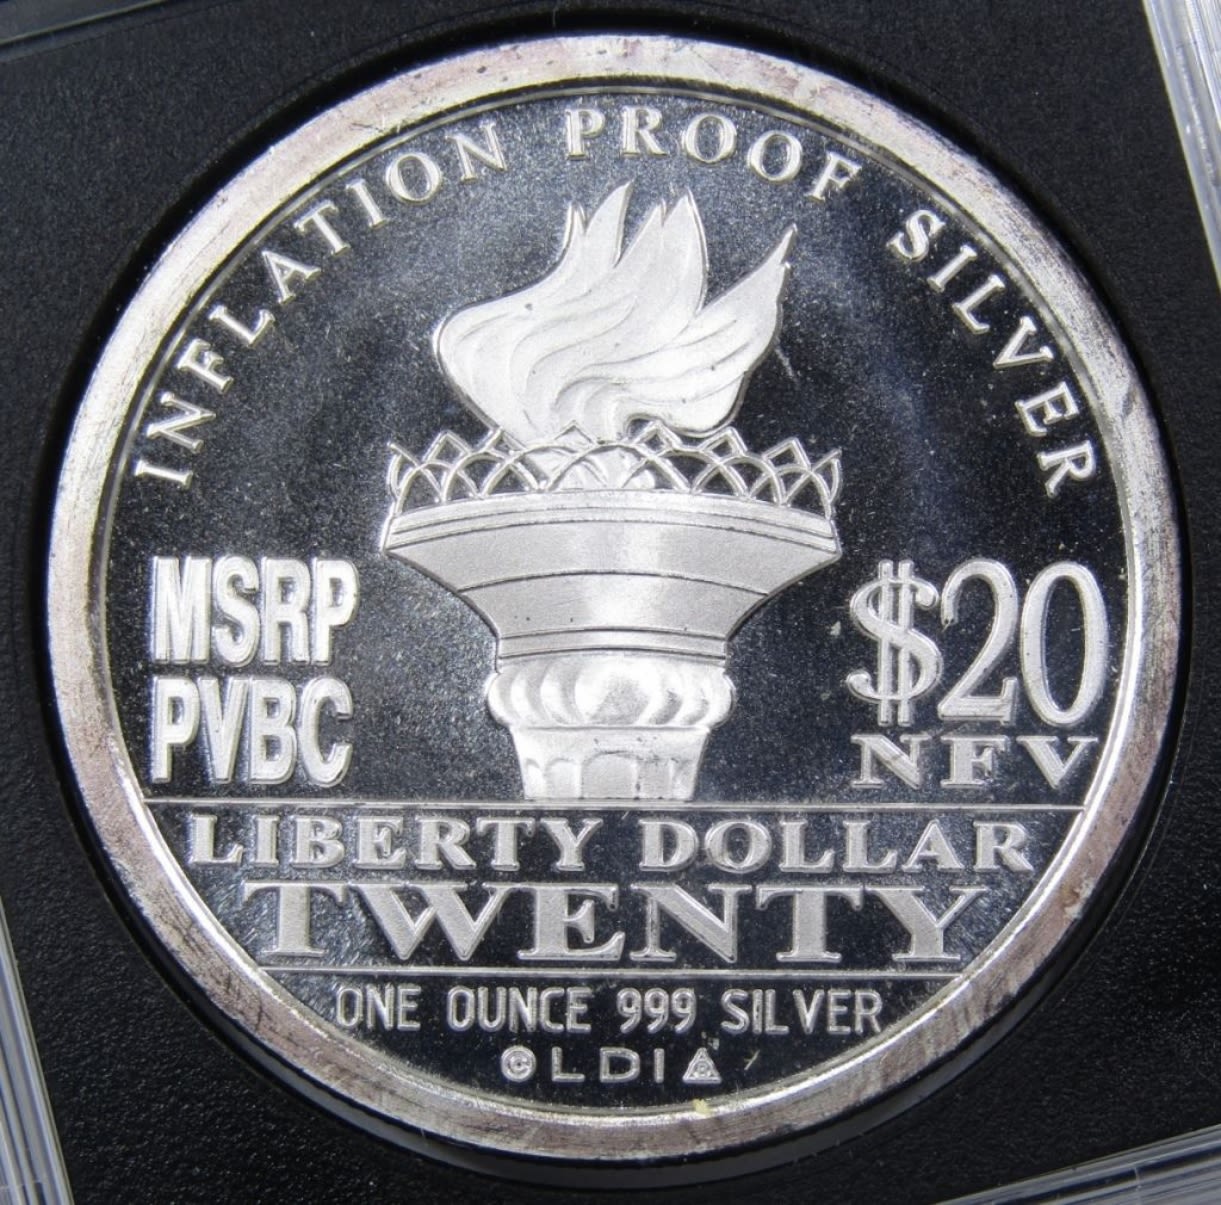 INFLATION PROOF SILVER
MSRP
PVBC
$20
NFV
LIBERTY DOLLAR
TWENTY
ONE OUNCE 999 SILVER
© LDI